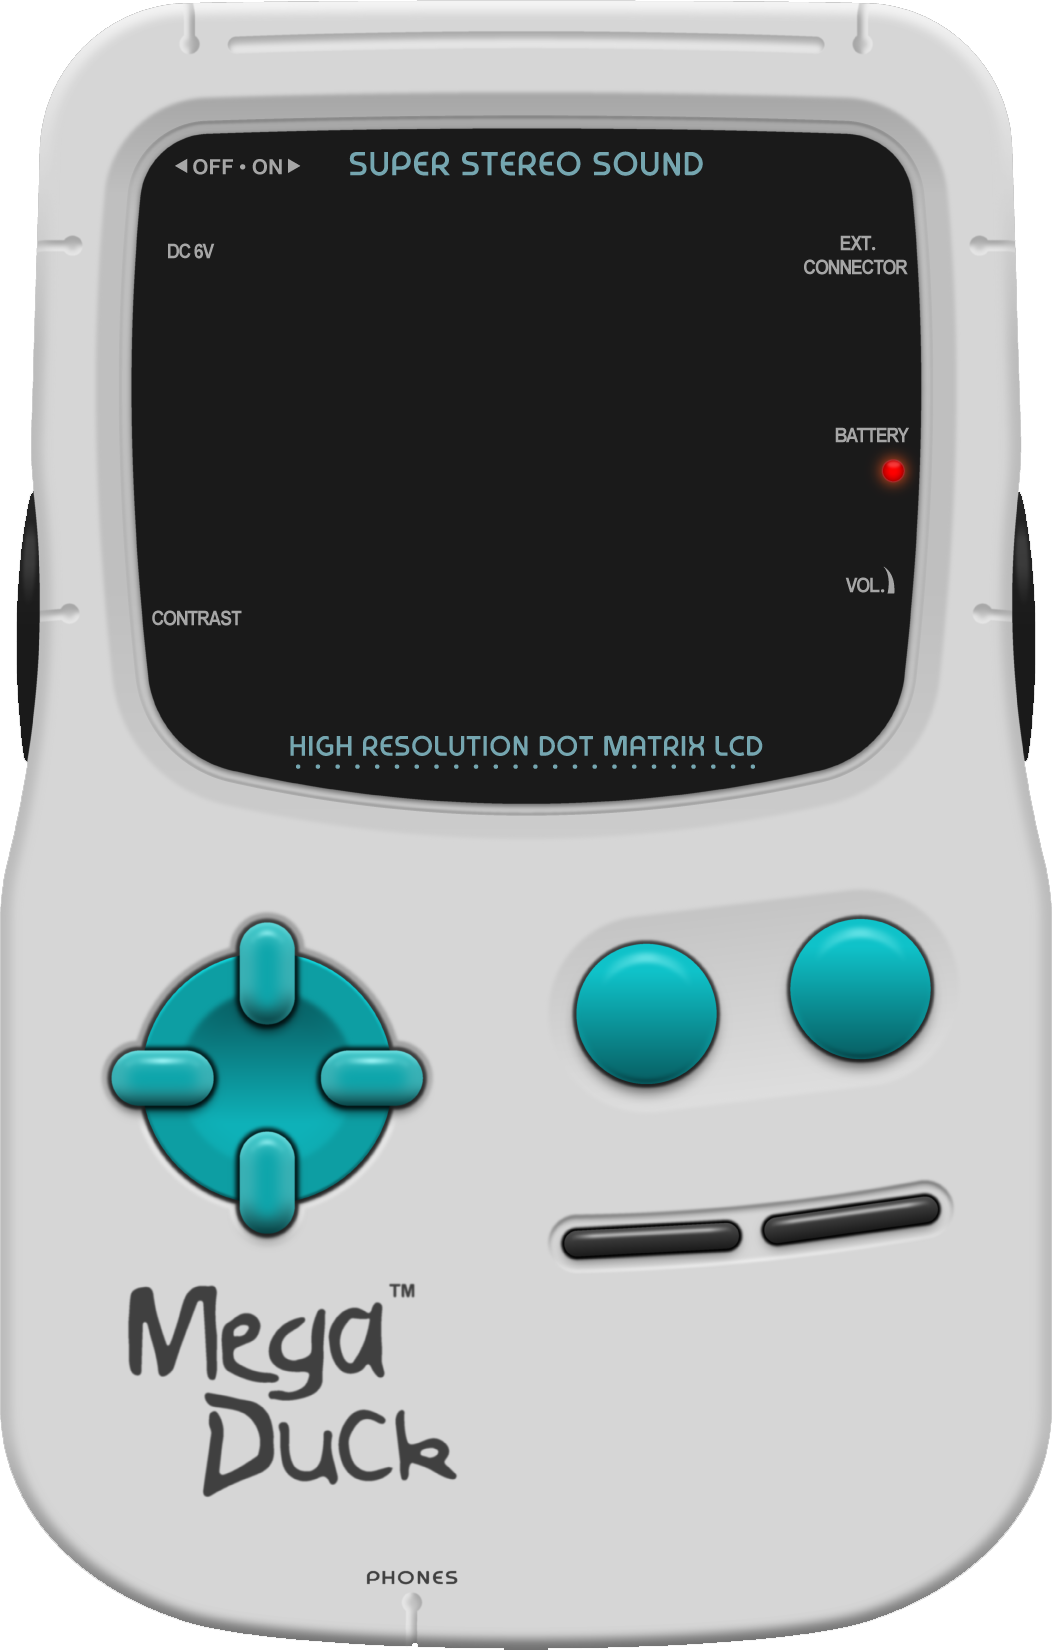 ◀OFF • ON▶
SUPER STEREO SOUND
DC 6V
EXT.
CONNECTOR
BATTERY
VOL.
CONTRAST
HIGH RESOLUTION DOT MATRIX LCD
Mega™
Duck
PHONES